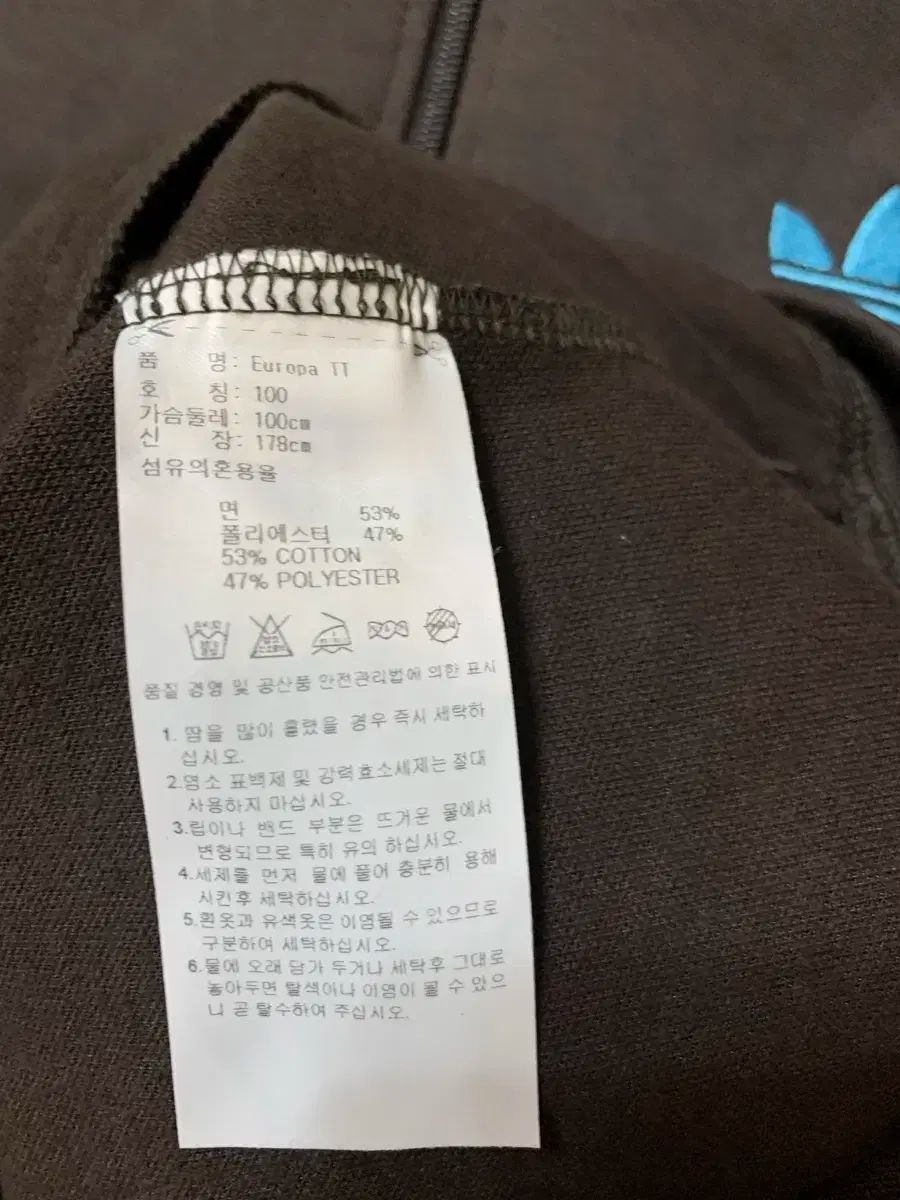 품 명: Europa TT
호 칭: 100
가슴둘레: 100cm
신 장: 178cm
섬유의혼용율
면 53%
폴리에스터 47%
53% COTTON
47% POLYESTER
품질 경영 및 공산품 안전관리법에 의한 표시
1. 땀을 많이 흘렸을 경우 즉시 세탁하
십시오.
2.염소 표백제 및 강력효소세제는 절대
사용하지 마십시오.
3.립이나 밴드 부분은 뜨거운 물에서
변형되므로 특히 유의 하십시오.
4.세제를 먼저 물에 풀어 충분히 용해
시킨후 세탁하십시오.
5.흰옷과 유색옷은 이염될 수 있으므로
구분하여 세탁하십시오.
6.물에 오래 담가 두거나 세탁후 그대로
놓아두면 탈색이나 이염이 될 수 있으
니 곧 탈수하여 주십시오.